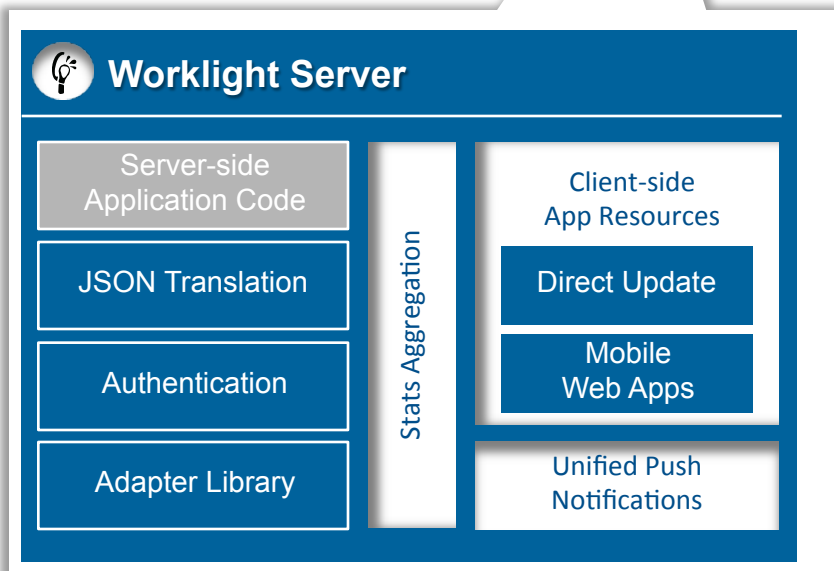 Worklight Server
Server-side
Application Code
JSON Translation
Authentication
Adapter Library
Stats Aggregation
Client-side
App Resources
Direct Update
Mobile
Web Apps
Unified Push
Notifications